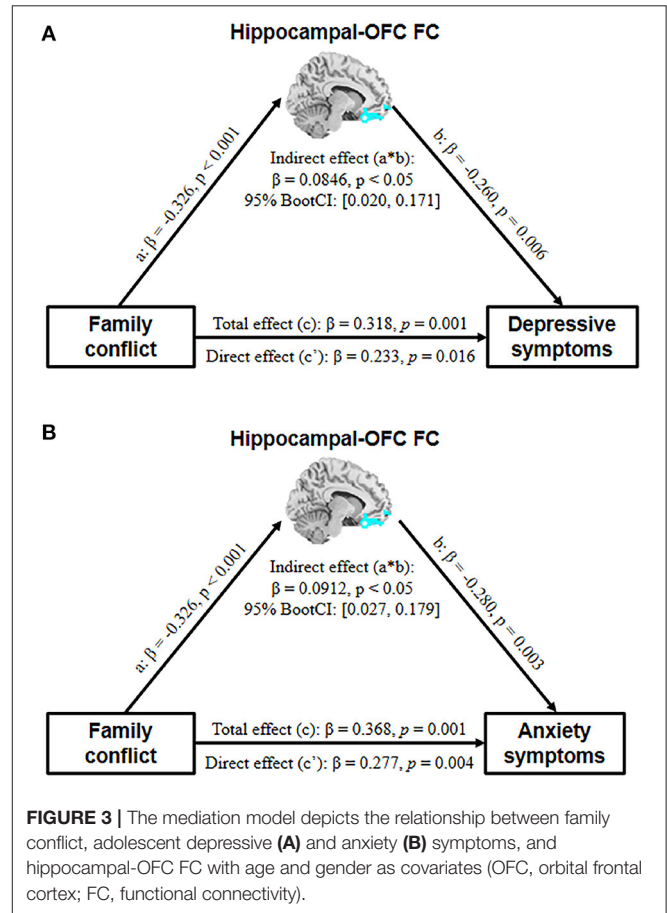 A
Hippocampal-OFC FC
a: β = -0.326, p < 0.001
Indirect effect (a*b):
β = 0.0846, p < 0.05
95% BootCI: [0.020, 0.171]
b: β = -0.260, p = 0.006
Family
conflict
Total effect (c): β = 0.318, p = 0.001
Direct effect (c’): β = 0.233, p = 0.016
Depressive
symptoms
B
Hippocampal-OFC FC
a: β = -0.326, p < 0.001
Indirect effect (a*b):
β = 0.0912, p < 0.05
95% BootCI: [0.027, 0.179]
b: β = -0.280, p = 0.003
Family
conflict
Total effect (c): β = 0.368, p = 0.001
Direct effect (c’): β = 0.277, p = 0.004
Anxiety
symptoms
FIGURE 3 | The mediation model depicts the relationship between family
conflict, adolescent depressive (A) and anxiety (B) symptoms, and
hippocampal-OFC FC with age and gender as covariates (OFC, orbital frontal
cortex; FC, functional connectivity).